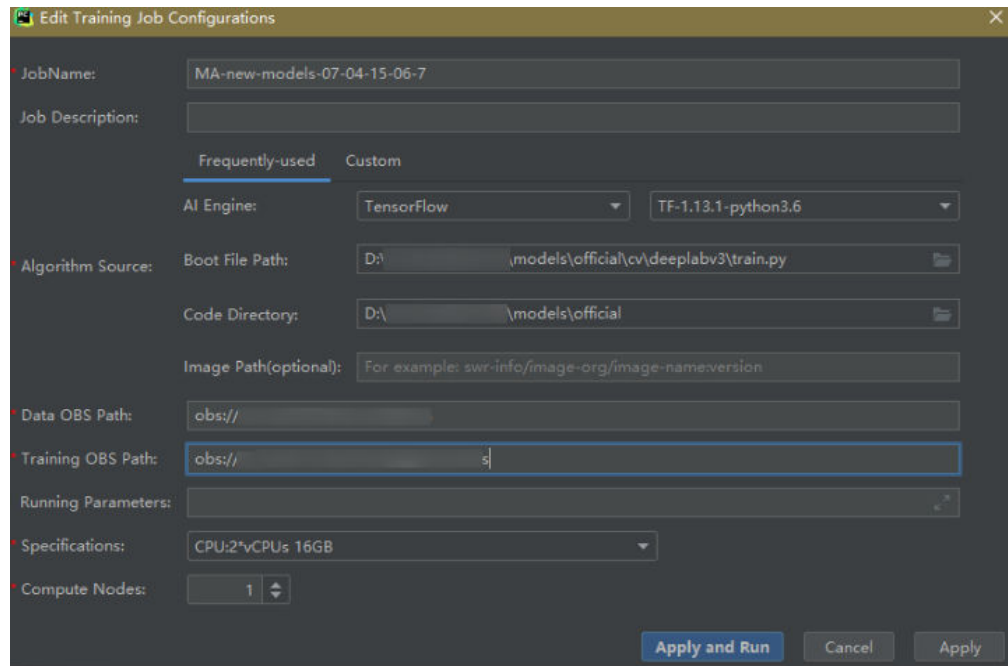 Edit Training Job Configurations
* JobName: MA-new-models-07-04-15-06-7
Job Description:
Frequently-used Custom
AI Engine: TensorFlow TF-1.13.1-python3.6
* Algorithm Source:
Boot File Path: D:\ \models\official\cv\deeplabv3\train.py
Code Directory: D:\ \models\official
Image Path(optional): For example: swr-info/image-org/image-name:version
* Data OBS Path: obs://
* Training OBS Path: obs:// s
Running Parameters:
* Specifications: CPU:2*vCPUs 16GB
* Compute Nodes: 1
Apply and Run Cancel Apply